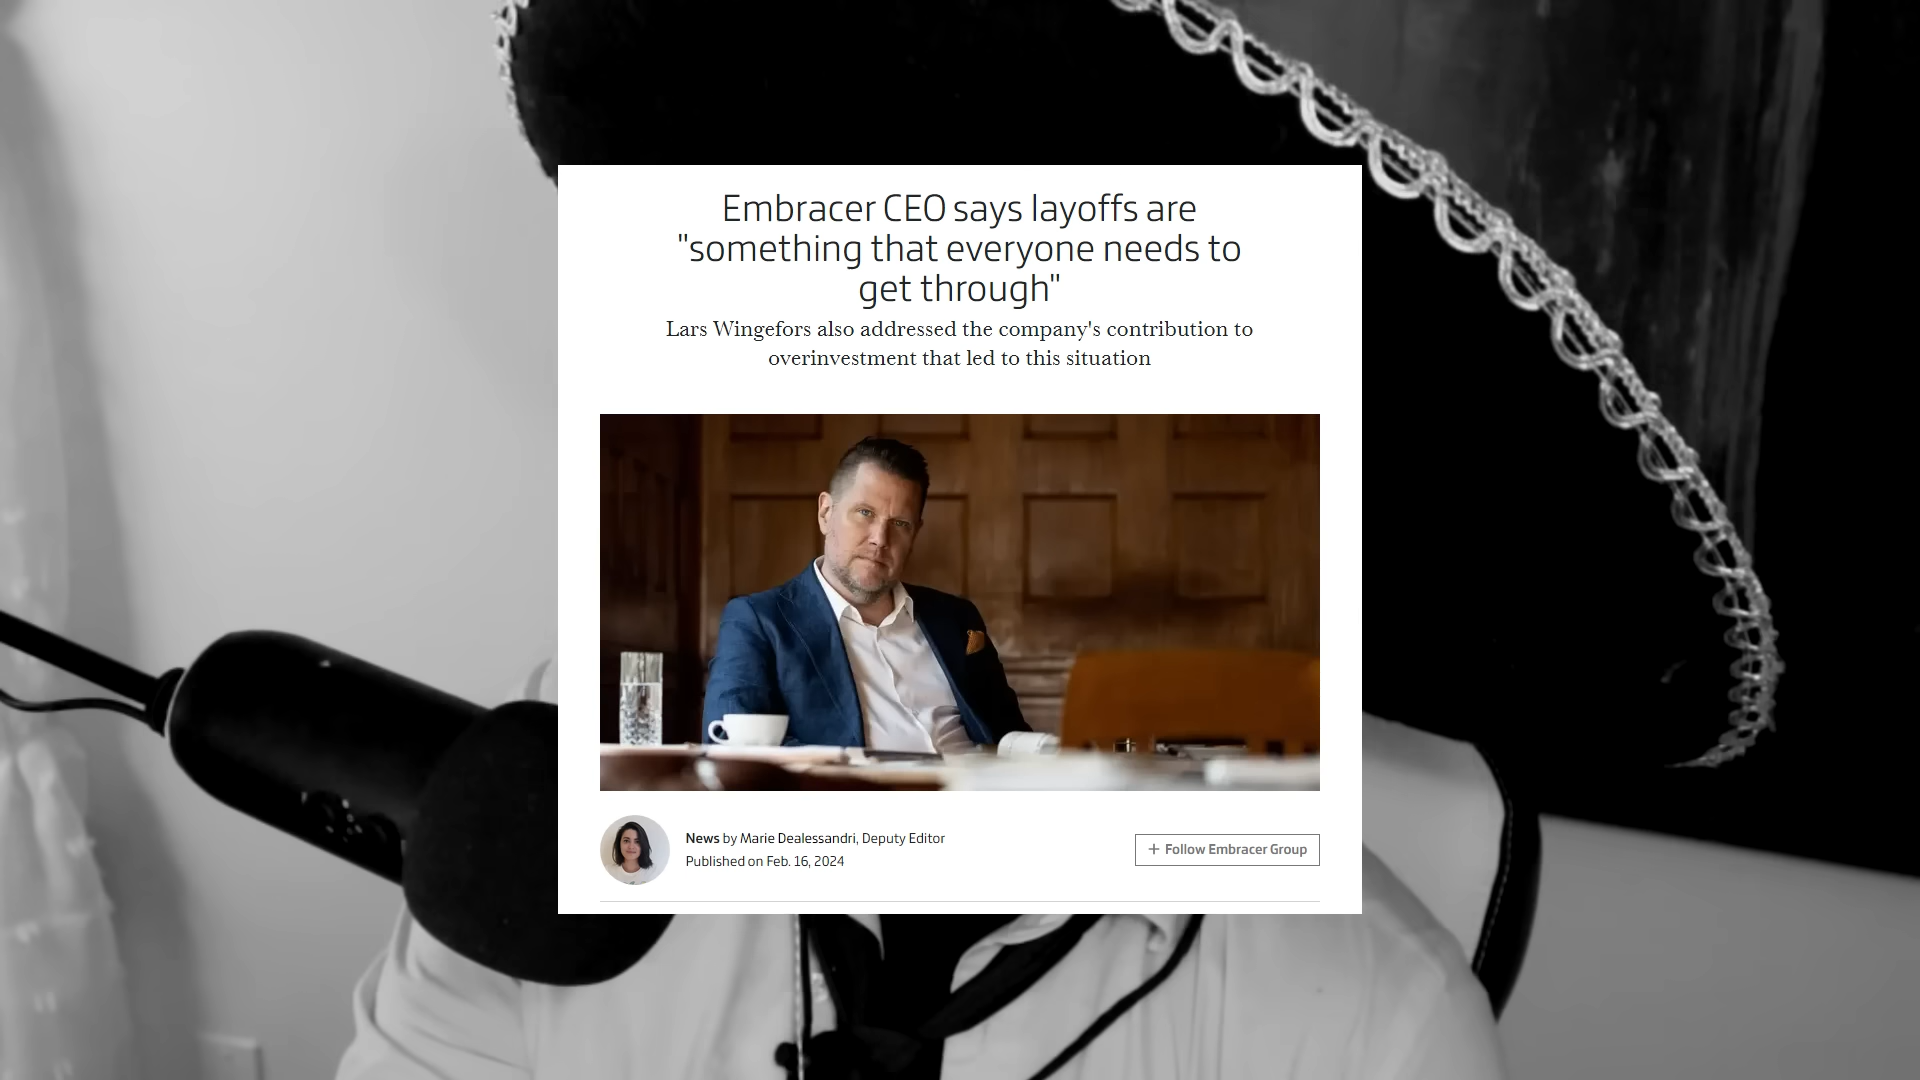 Embracer CEO says layoffs are
"something that everyone needs to
get through"
Lars Wingefors also addressed the company's contribution to
overinvestment that led to this situation
News by Marie Dealessandri, Deputy Editor
Published on Feb. 16, 2024
+ Follow Embracer Group